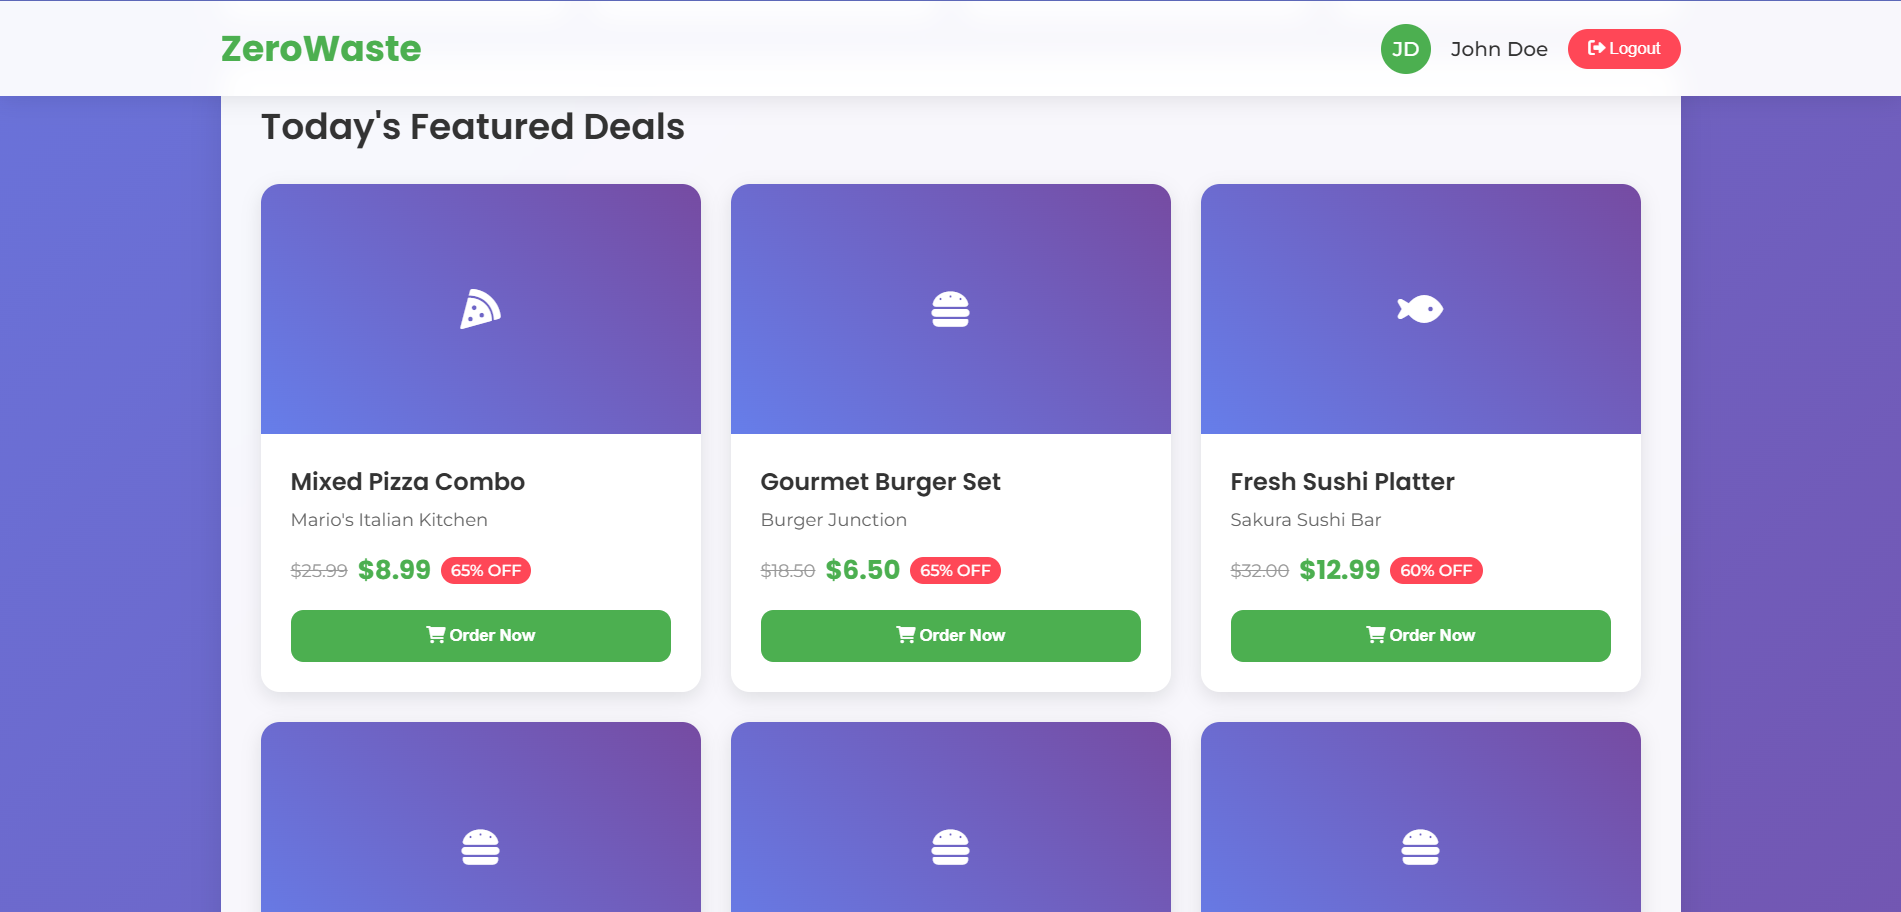 ZeroWaste
JD
John Doe
Logout
Today's Featured Deals
Mixed Pizza Combo
Mario's Italian Kitchen
$25.99 $8.99 65% OFF
Order Now
Gourmet Burger Set
Burger Junction
$18.50 $6.50 65% OFF
Order Now
Fresh Sushi Platter
Sakura Sushi Bar
$32.00 $12.99 60% OFF
Order Now